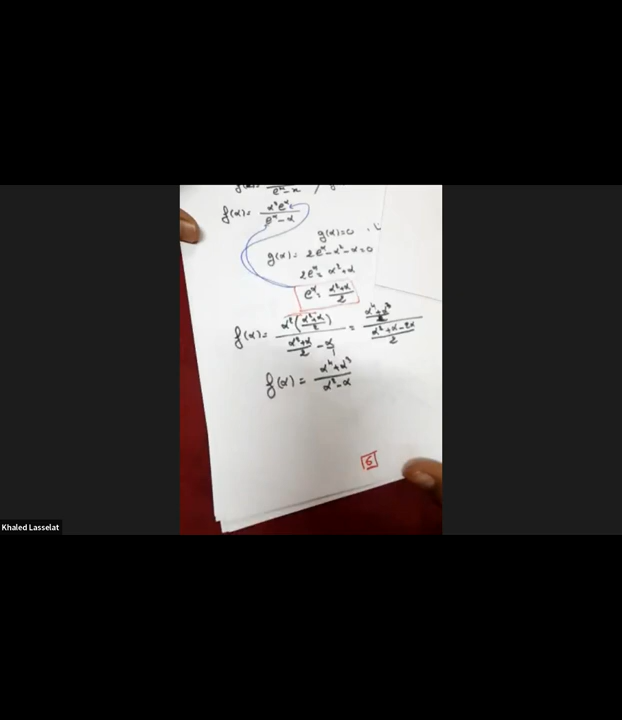 f(α) = α²e^α / (e^α − α)
g(α) = 0
g(α) = 2e^α − α² − α = 0
2e^α = α² + α
e^α = (α² + α) / 2
f(α) = α²((α² + α) / 2) / ((α² + α) / 2 − α / 1) = ((α⁴ + α³) / 2) / ((α² + α − 2α) / 2)
f(α) = (α⁴ + α³) / (α² − α)
6
Khaled Lasselat